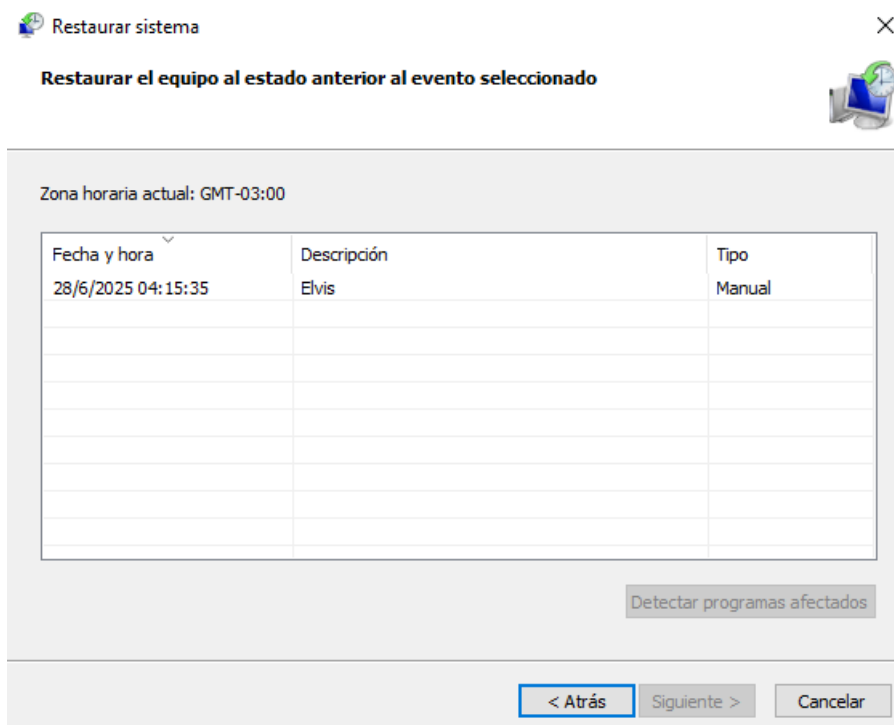 Restaurar sistema
Restaurar el equipo al estado anterior al evento seleccionado
Zona horaria actual: GMT-03:00
Fecha y hora Descripción Tipo
28/6/2025 04:15:35 Elvis Manual
Detectar programas afectados
< Atrás Siguiente > Cancelar